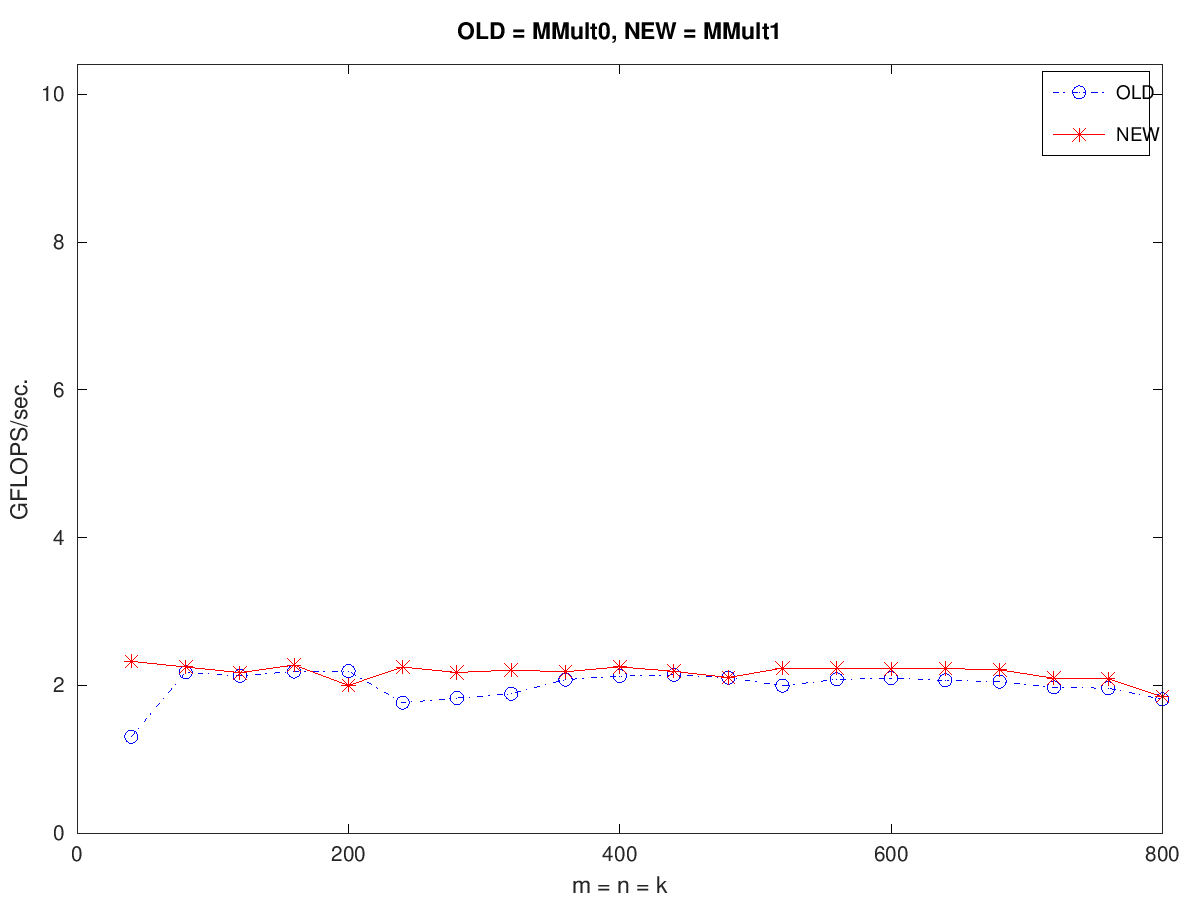 OLD = MMult0, NEW = MMult1
OLD
NEW
10
8
6
4
2
0
GFLOPS/sec.
0 200 400 600 800
m = n = k